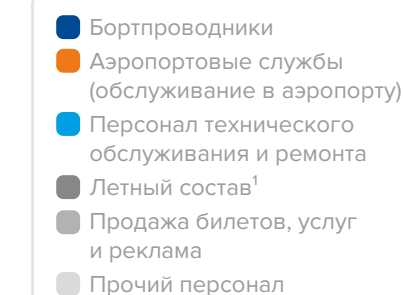 Бортпроводники
Аэропортовые службы
(обслуживание в аэропорту)
Персонал технического
обслуживания и ремонта
Летный состав¹
Продажа билетов, услуг
и реклама
Прочий персонал